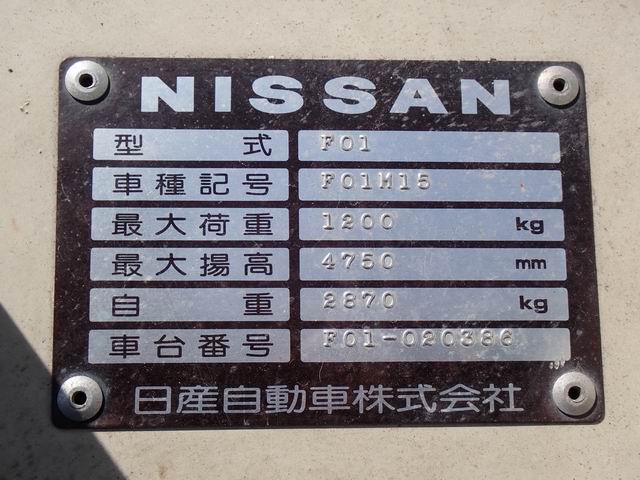 NISSAN
型式 F01
車種記号 F01M15
最大荷重 1200 kg
最大揚高 4750 mm
自重 2870 kg
車台番号 F01-020386
日産自動車株式会社